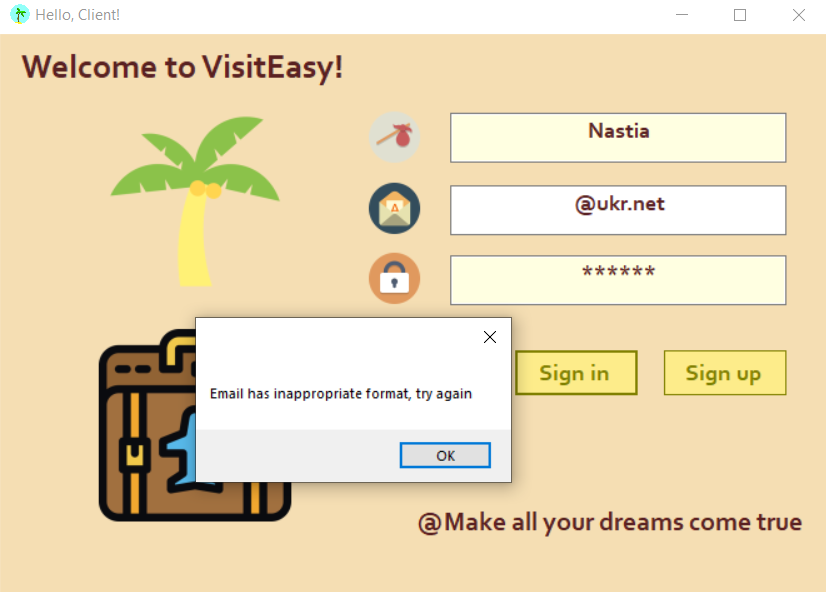 Hello, Client!
Welcome to VisitEasy!
Nastia
@ukr.net
******
Sign in
Sign up
Email has inappropriate format, try again
OK
@Make all your dreams come true